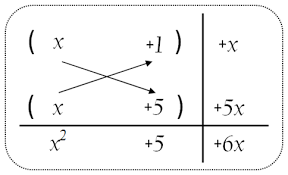 ( x +1 ) +x
( x +5 ) +5x
x² +5 +6x